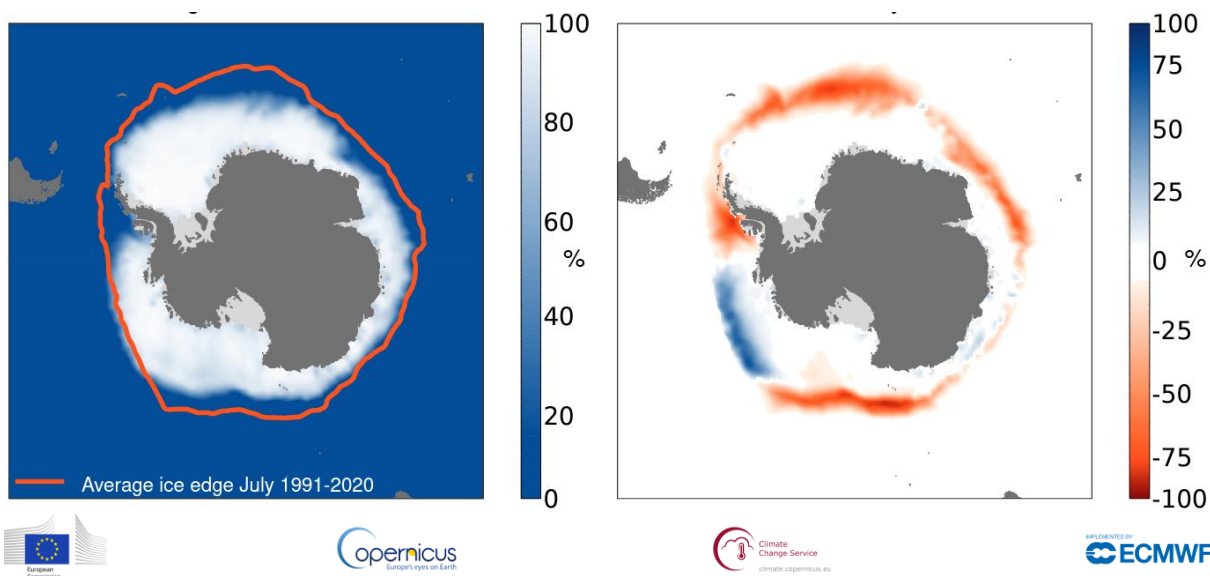 100
80
60
%
40
20
0
Average ice edge July 1991-2020
100
75
50
25
0 %
-25
-50
-75
-100
European
opernicus
Europe's eyes on Earth
Climate
Change Service
climate.copernicus.eu
IMPLEMENTED BY
ECMWF